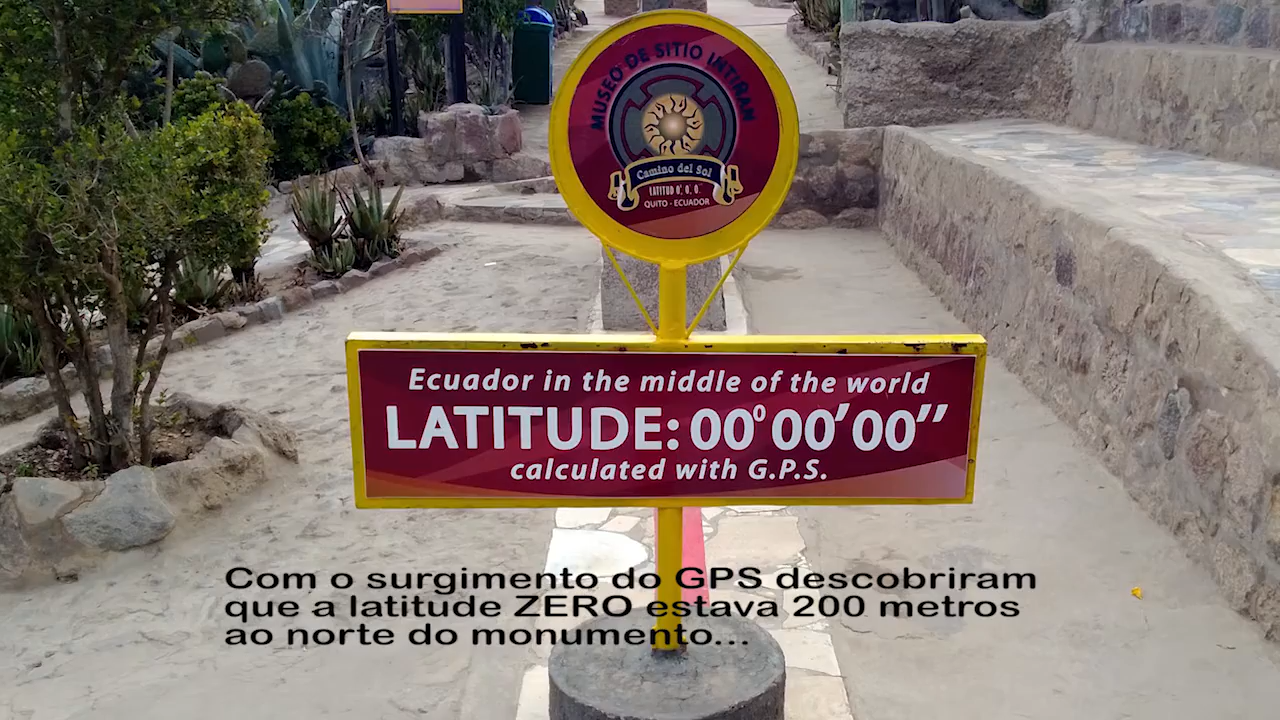 MUSEO DE SITIO INTIÑAN
Camino del Sol
LATITUD 0°. 0. 0.
QUITO - ECUADOR
Ecuador in the middle of the world
LATITUDE: 00° 00' 00"
calculated with G.P.S.
Com o surgimento do GPS descobriram
que a latitude ZERO estava 200 metros
ao norte do monumento...